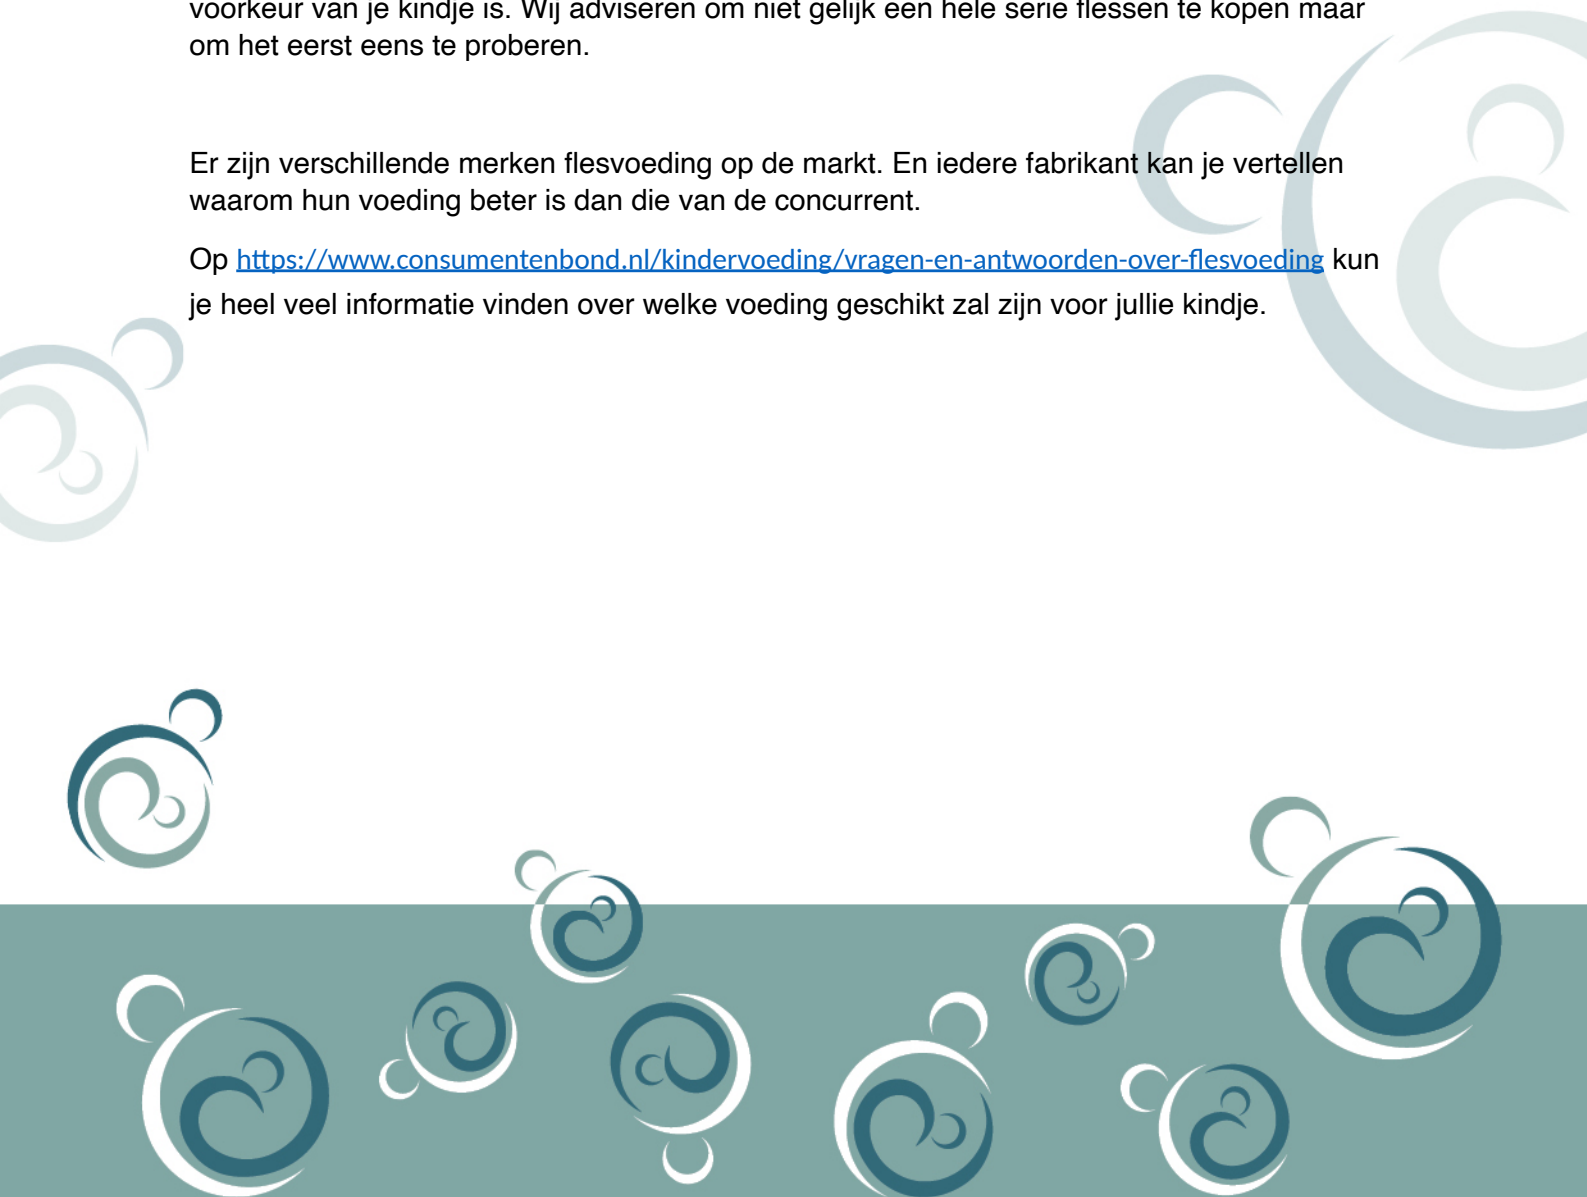 voorkeur van je kindje is. Wij adviseren om niet gelijk een hele serie flessen te kopen maar
om het eerst eens te proberen.
Er zijn verschillende merken flesvoeding op de markt. En iedere fabrikant kan je vertellen
waarom hun voeding beter is dan die van de concurrent.
Op https://www.consumentenbond.nl/kindervoeding/vragen-en-antwoorden-over-flesvoeding kun
je heel veel informatie vinden over welke voeding geschikt zal zijn voor jullie kindje.